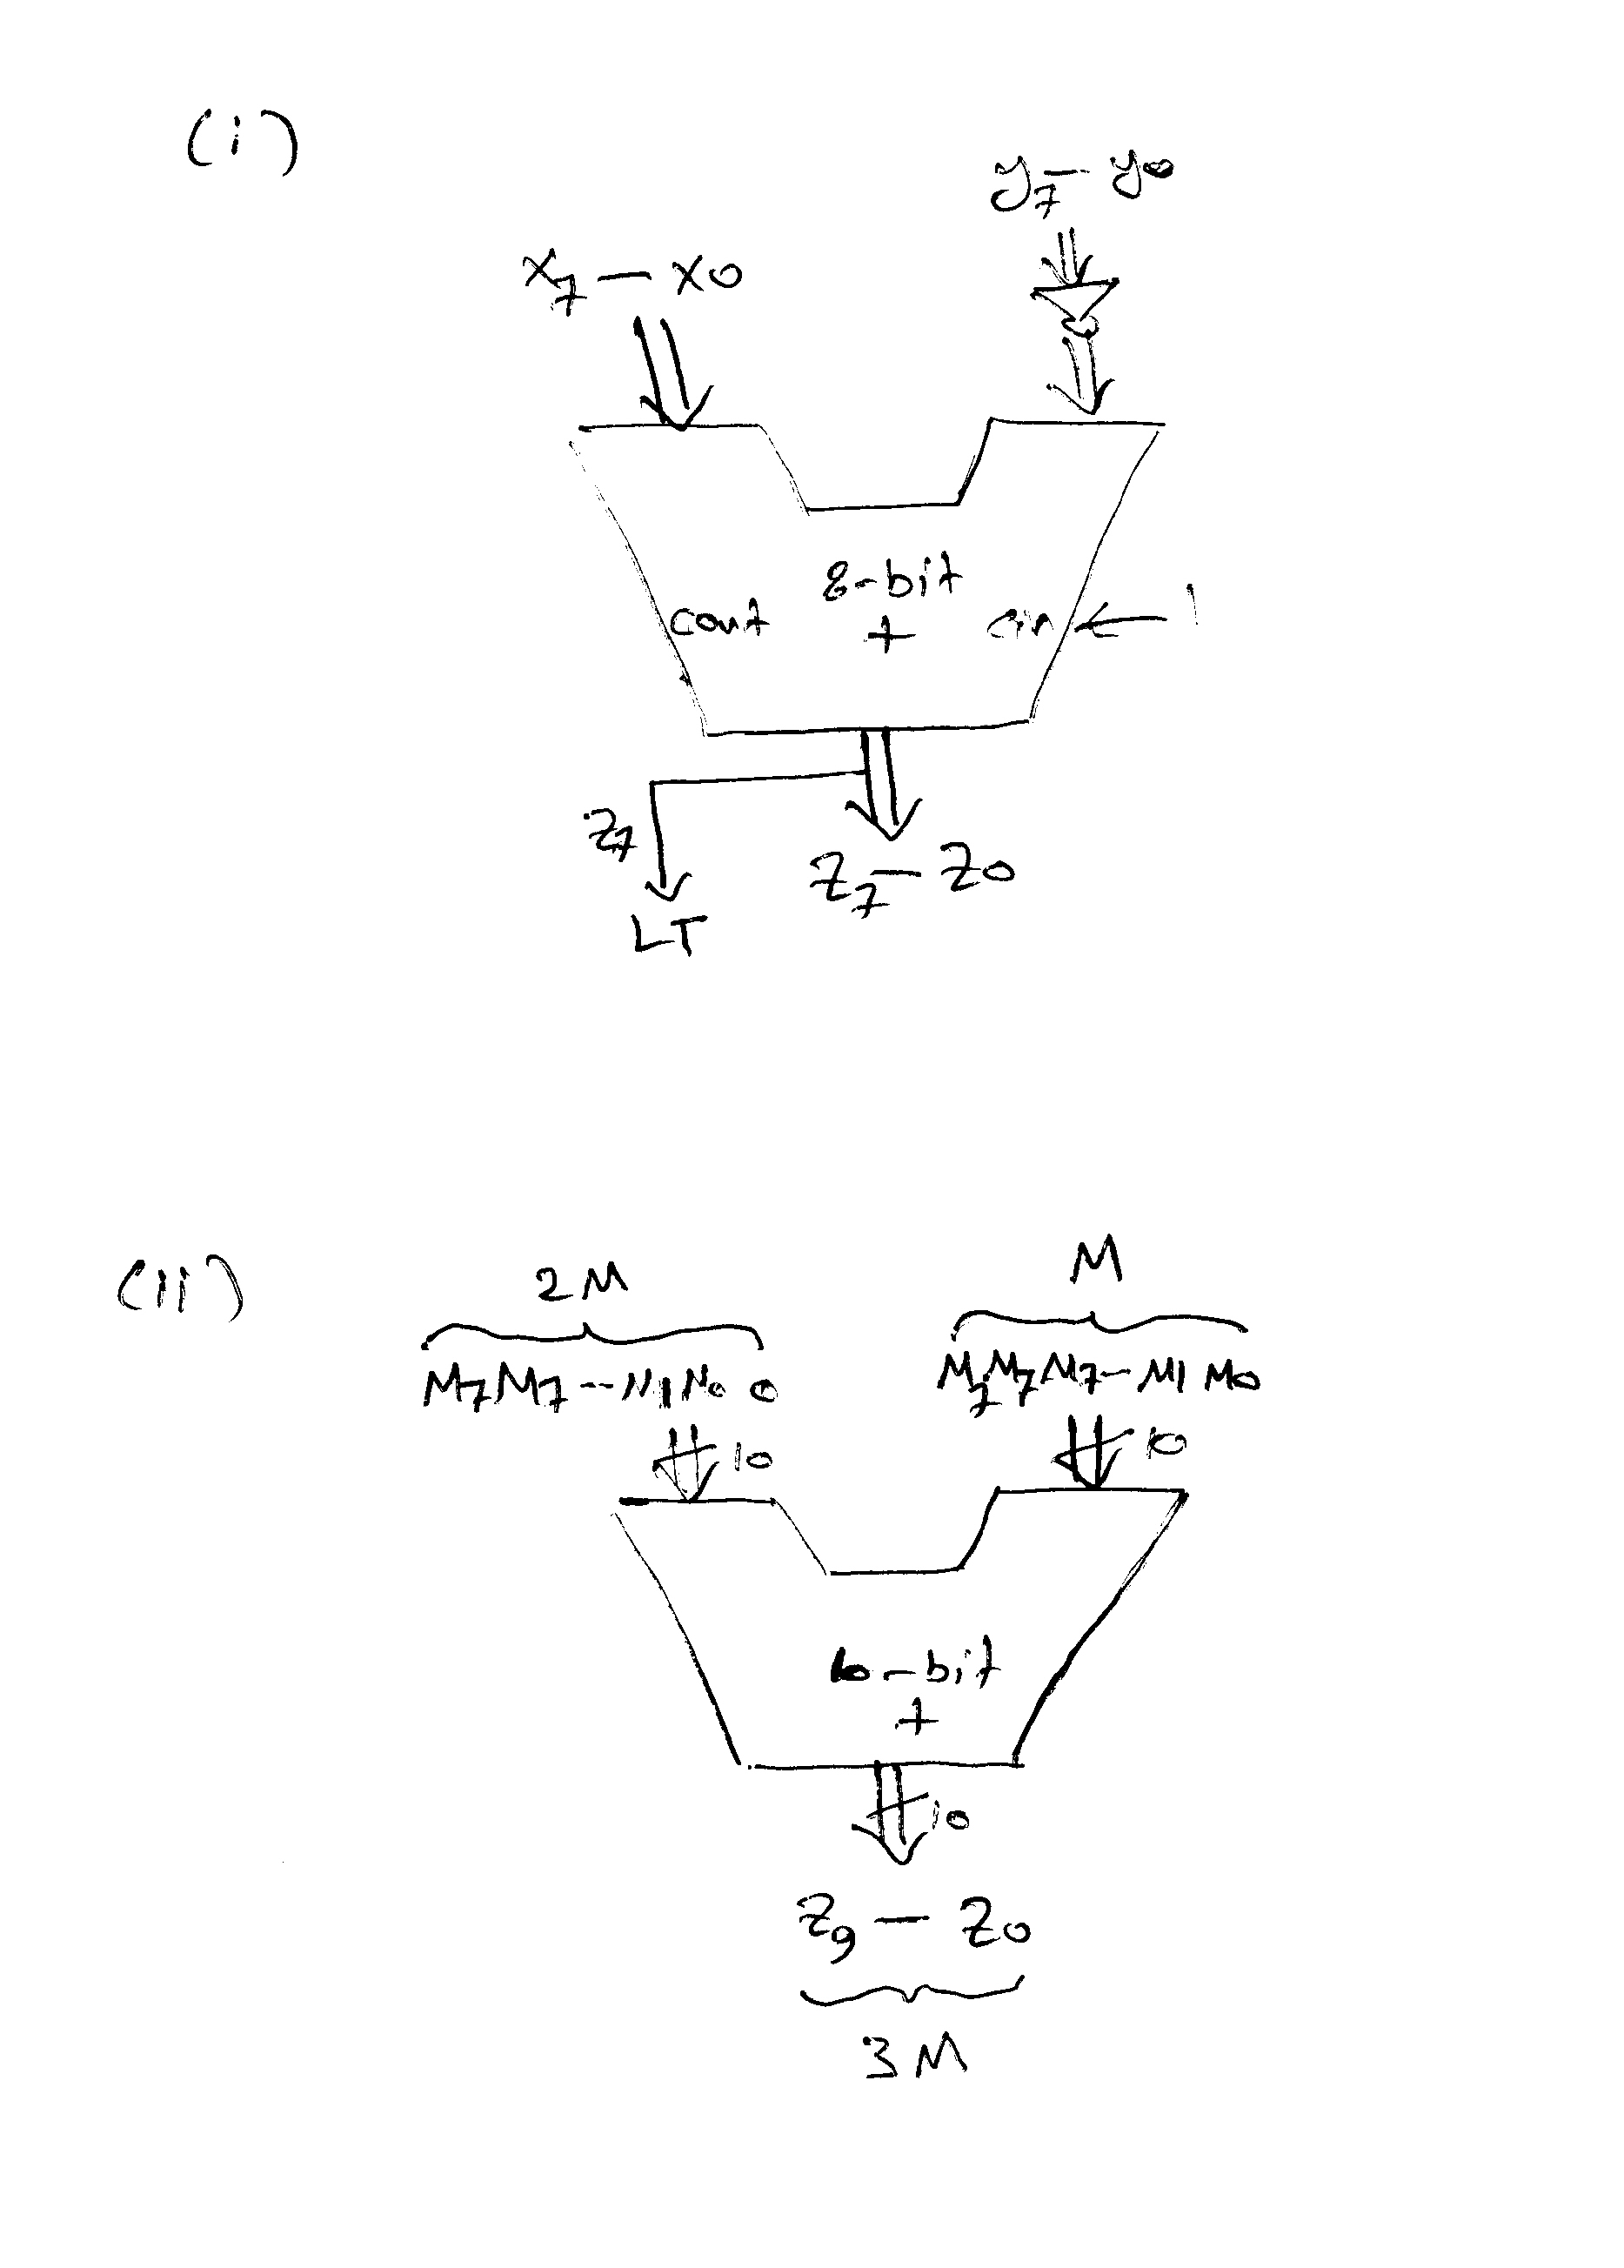 (i)
y7 — y0
x7 — x0
8-bit
cout + cin ← 1
z7
z7 — z0
LT
(ii)
2M M
M7M7--M1M0 0 M7M7M7--M1 M0
10 10
10-bit
+
10
z9 — z0
3M